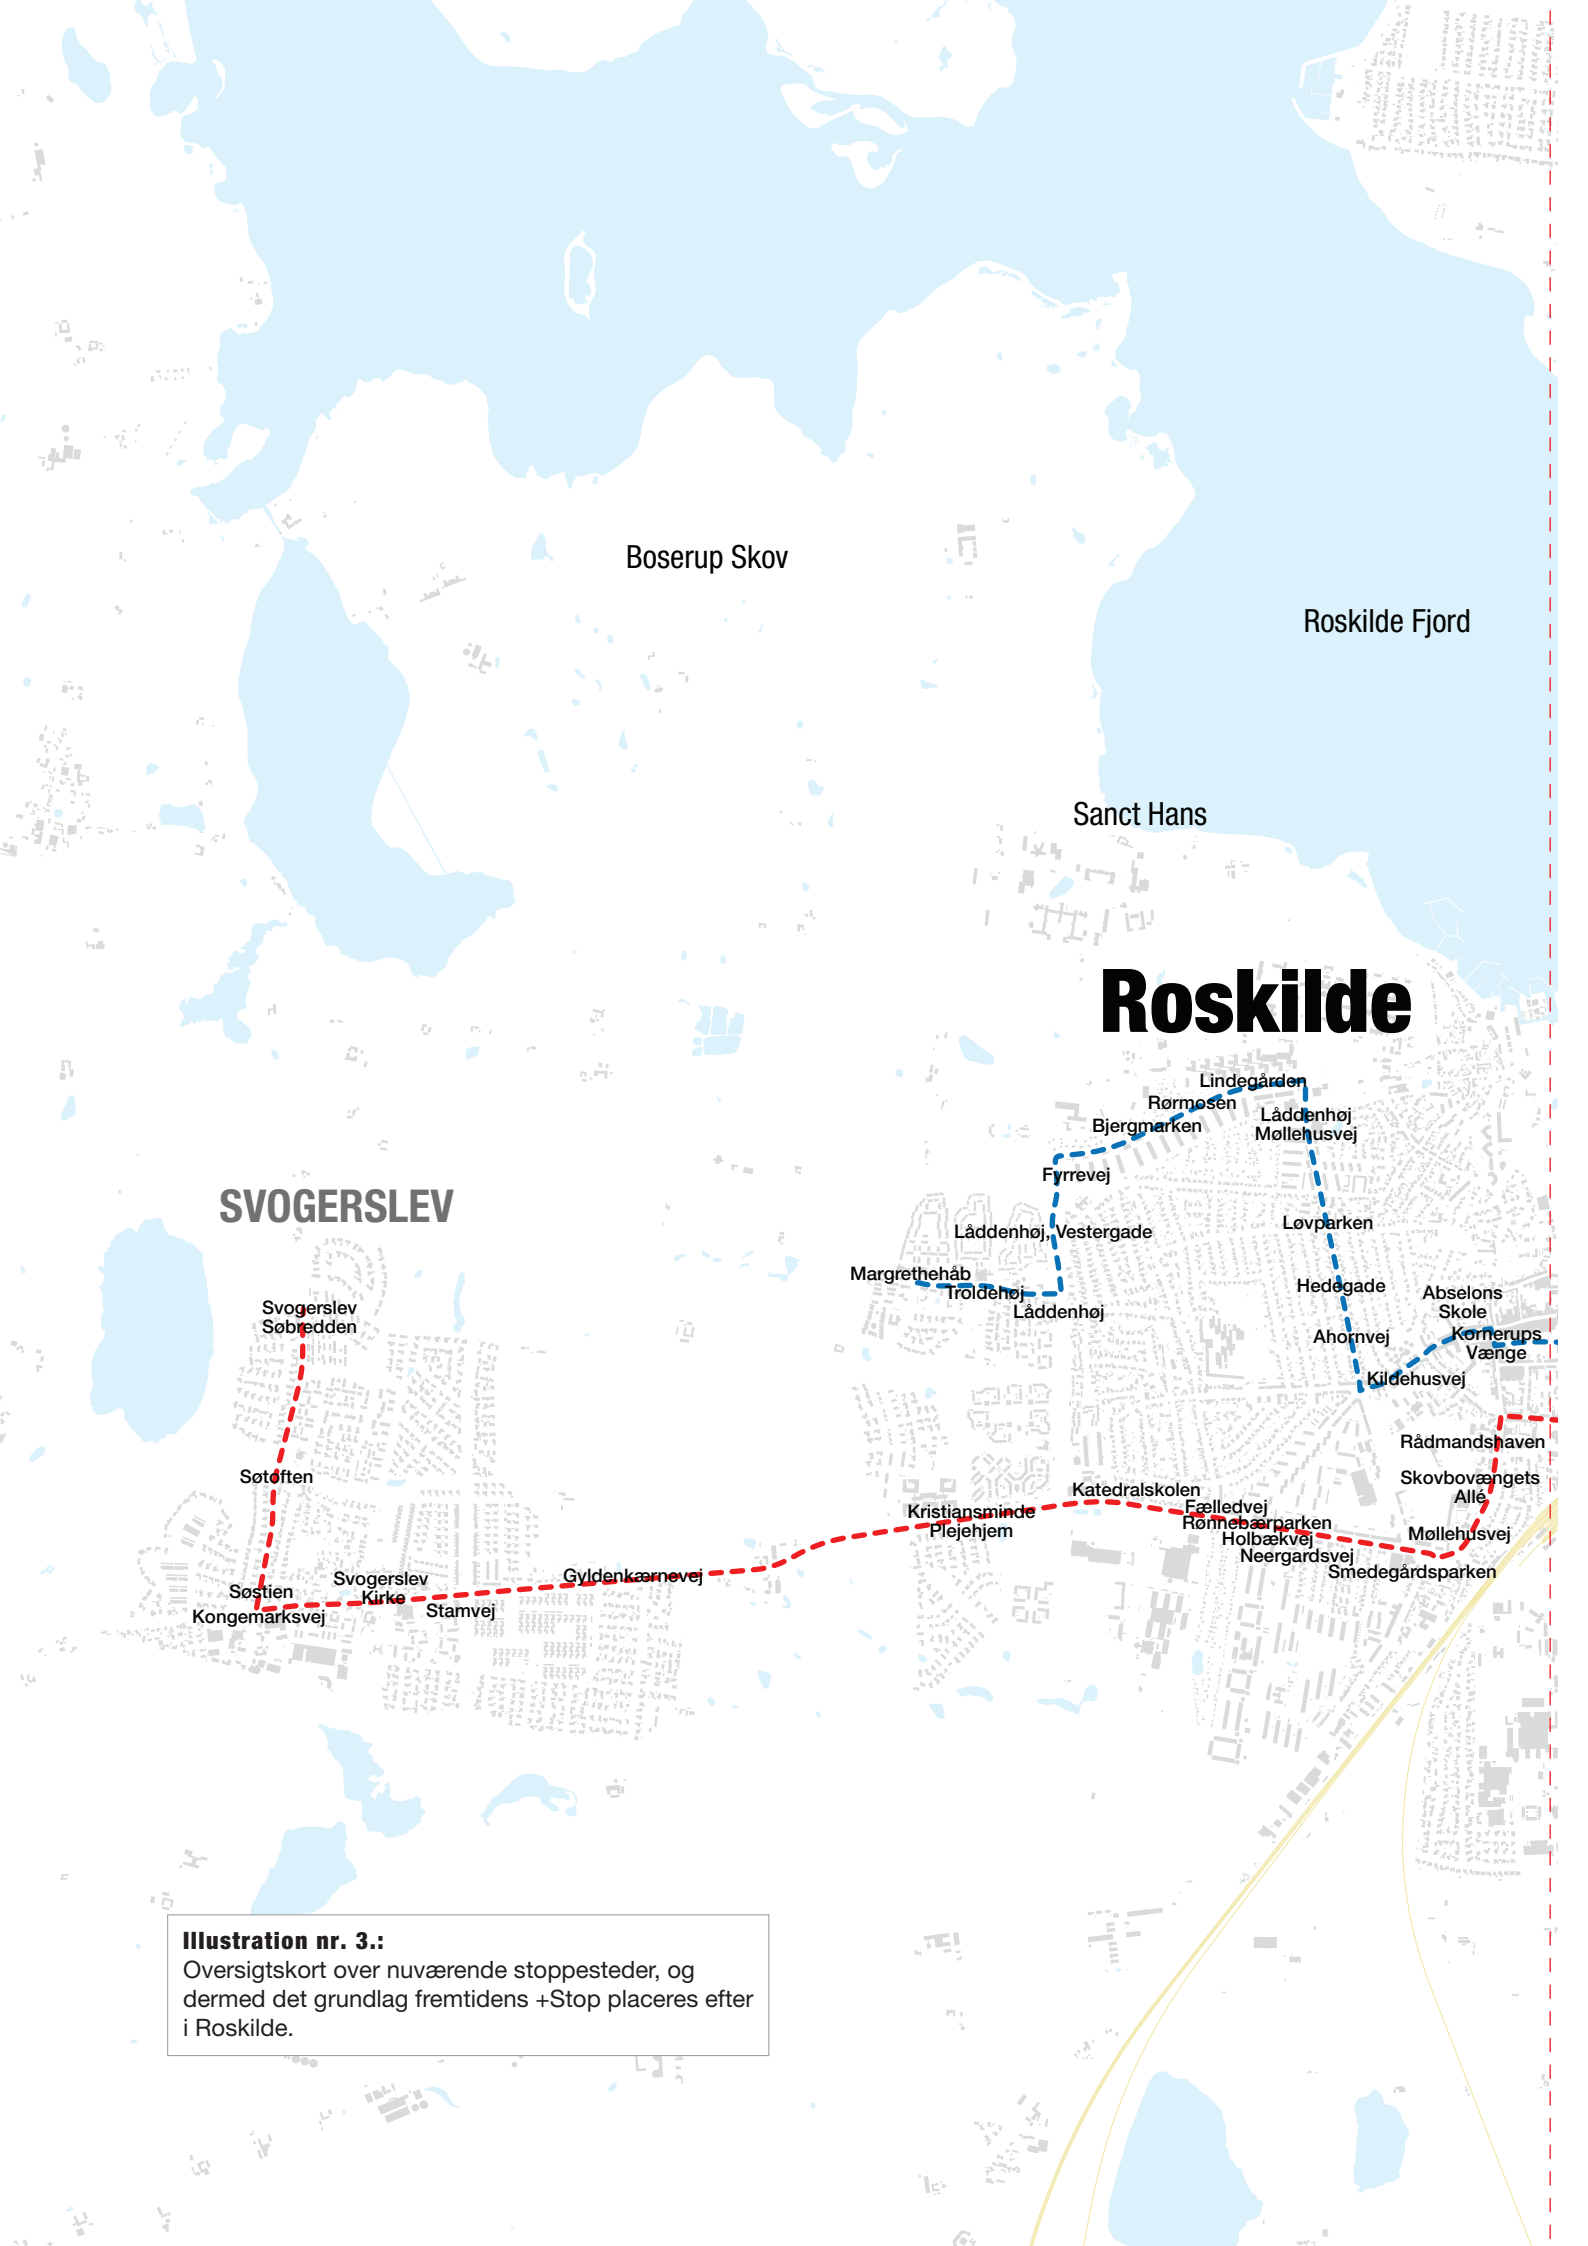 Boserup Skov
Roskilde Fjord
Sanct Hans
Roskilde
Lindegården
Rørmosen
Låddenhøj
Møllehusvej
Bjergmarken
Fyrrevej
SVOGERSLEV
Løvparken
Låddenhøj, Vestergade
Margrethehåb
Troldehøj
Låddenhøj
Hedegade
Abselons
Skole
Svogerslev
Søbredden
Ahornvej
Kornerups
Vænge
Kildehusvej
Rådmandshaven
Søtoften
Skovbovængets
Allé
Katedralskolen
Kristiansminde
Plejehjem
Fælledvej
Rønnebærparken
Holbækvej
Neergardsvej
Møllehusvej
Smedegårdsparken
Gyldenkærnevej
Svogerslev
Kirke
Søstien
Stamvej
Kongemarksvej
Illustration nr. 3.:
Oversigtskort over nuværende stoppesteder, og
dermed det grundlag fremtidens +Stop placeres efter
i Roskilde.